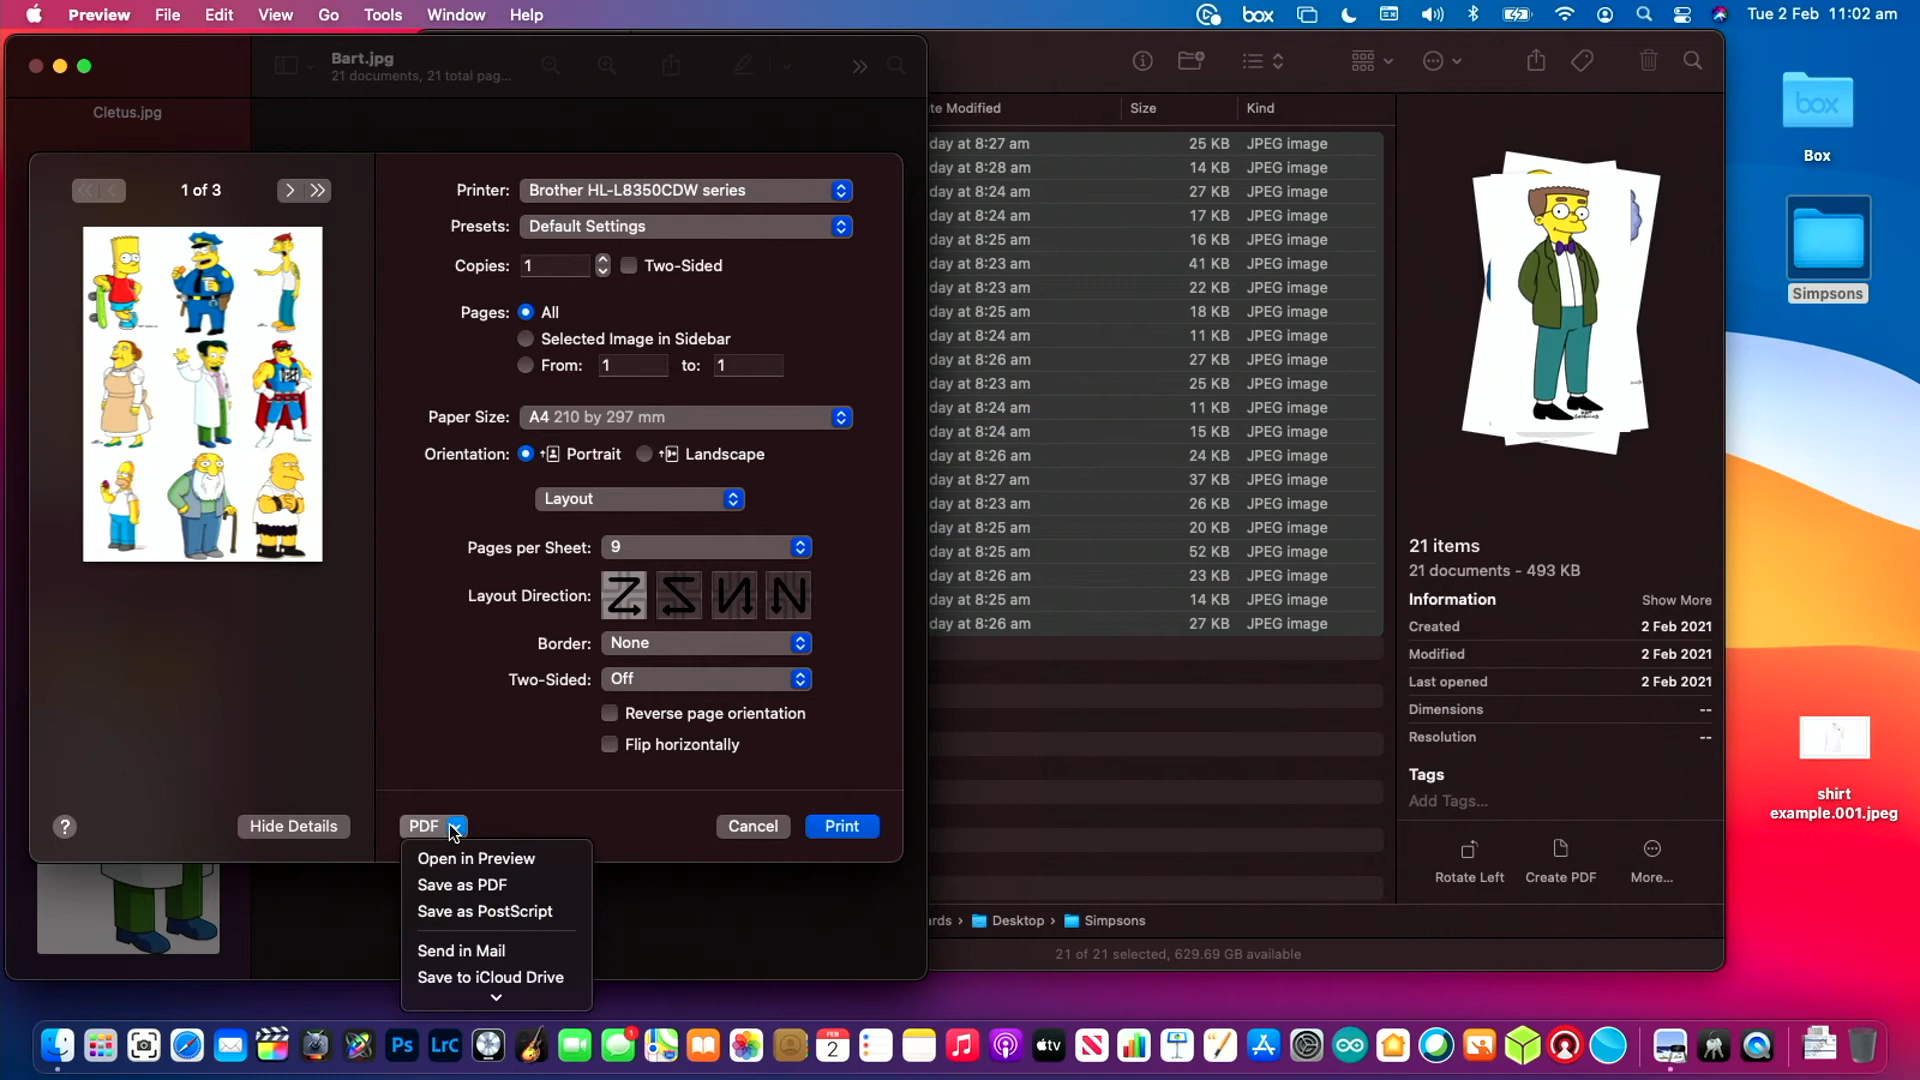 Preview File Edit View Go Tools Window Help
box Tue 2 Feb 11:02 am
Bart.jpg
21 documents, 21 total pag...
Cletus.jpg
1 of 3
Printer: Brother HL-L8350CDW series
Presets: Default Settings
Copies: 1 Two-Sided
Pages: All
Selected Image in Sidebar
From: 1 to: 1
Paper Size: A4 210 by 297 mm
Orientation: Portrait Landscape
Layout
Pages per Sheet: 9
Layout Direction:
Border: None
Two-Sided: Off
Reverse page orientation
Flip horizontally
? Hide Details PDF Cancel Print
Open in Preview
Save as PDF
Save as PostScript
Send in Mail
Save to iCloud Drive
te Modified Size Kind
day at 8:27 am 25 KB JPEG image
day at 8:28 am 14 KB JPEG image
day at 8:24 am 27 KB JPEG image
day at 8:24 am 17 KB JPEG image
day at 8:25 am 16 KB JPEG image
day at 8:23 am 41 KB JPEG image
day at 8:23 am 22 KB JPEG image
day at 8:25 am 18 KB JPEG image
day at 8:24 am 11 KB JPEG image
day at 8:26 am 27 KB JPEG image
day at 8:23 am 25 KB JPEG image
day at 8:24 am 11 KB JPEG image
day at 8:24 am 15 KB JPEG image
day at 8:26 am 24 KB JPEG image
day at 8:27 am 37 KB JPEG image
day at 8:23 am 26 KB JPEG image
day at 8:25 am 20 KB JPEG image
day at 8:25 am 52 KB JPEG image
day at 8:26 am 23 KB JPEG image
day at 8:25 am 14 KB JPEG image
day at 8:26 am 27 KB JPEG image
ards › Desktop › Simpsons
21 of 21 selected, 629.69 GB available
21 items
21 documents - 493 KB
Information Show More
Created 2 Feb 2021
Modified 2 Feb 2021
Last opened 2 Feb 2021
Dimensions --
Resolution --
Tags
Add Tags...
Rotate Left Create PDF More...
box
Box
Simpsons
shirt
example.001.jpeg
Ps LrC FEB 2 1 tv